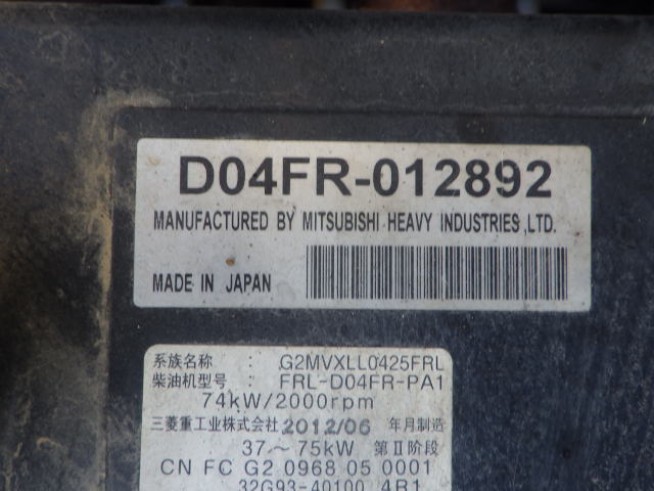 D04FR-012892
MANUFACTURED BY MITSUBISHI HEAVY INDUSTRIES,LTD.
MADE IN JAPAN
系族名称 : G2MVXLL0425FRL
柴油机型号 : FRL-D04FR-PA1
74kW/2000rpm
三菱重工业株式会社 2012/06 年月制造
37~75kW 第Ⅱ阶段
CN FC G2 0968 05 0001
32G93-40100 4R1